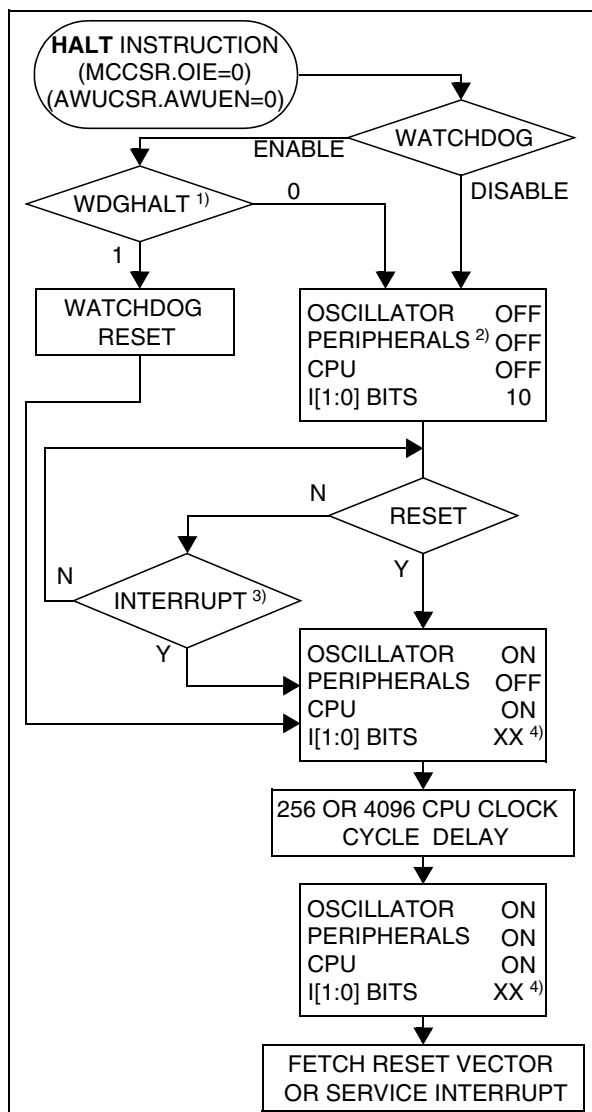 HALT INSTRUCTION
(MCCSR.OIE=0)
(AWUCSR.AWUEN=0)
WATCHDOG
ENABLE
DISABLE
WDGHALT 1)
0
1
WATCHDOG
RESET
OSCILLATOR OFF
PERIPHERALS 2) OFF
CPU OFF
I[1:0] BITS 10
RESET
N
Y
INTERRUPT 3)
N
Y
OSCILLATOR ON
PERIPHERALS OFF
CPU ON
I[1:0] BITS XX 4)
256 OR 4096 CPU CLOCK
CYCLE DELAY
OSCILLATOR ON
PERIPHERALS ON
CPU ON
I[1:0] BITS XX 4)
FETCH RESET VECTOR
OR SERVICE INTERRUPT